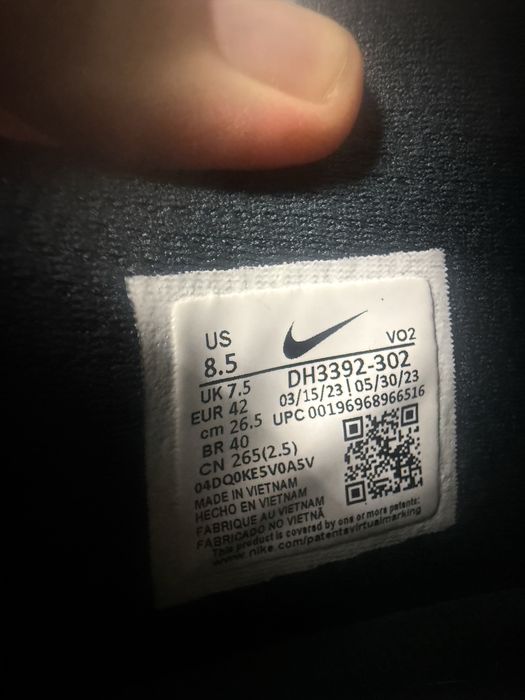 US
8.5
UK 7.5
EUR 42
cm 26.5
BR 40
CN 265(2.5)
VO2
DH3392-302
03/15/23 | 05/30/23
UPC 00196968966516
04DQ0KE5V0A5V
MADE IN VIETNAM
HECHO EN VIETNAM
FABRIQUE AU VIETNAM
FABRICADO NO VIETNÃ
This product is covered by one or more patents:
www.nike.com/patentsvirtualmarking